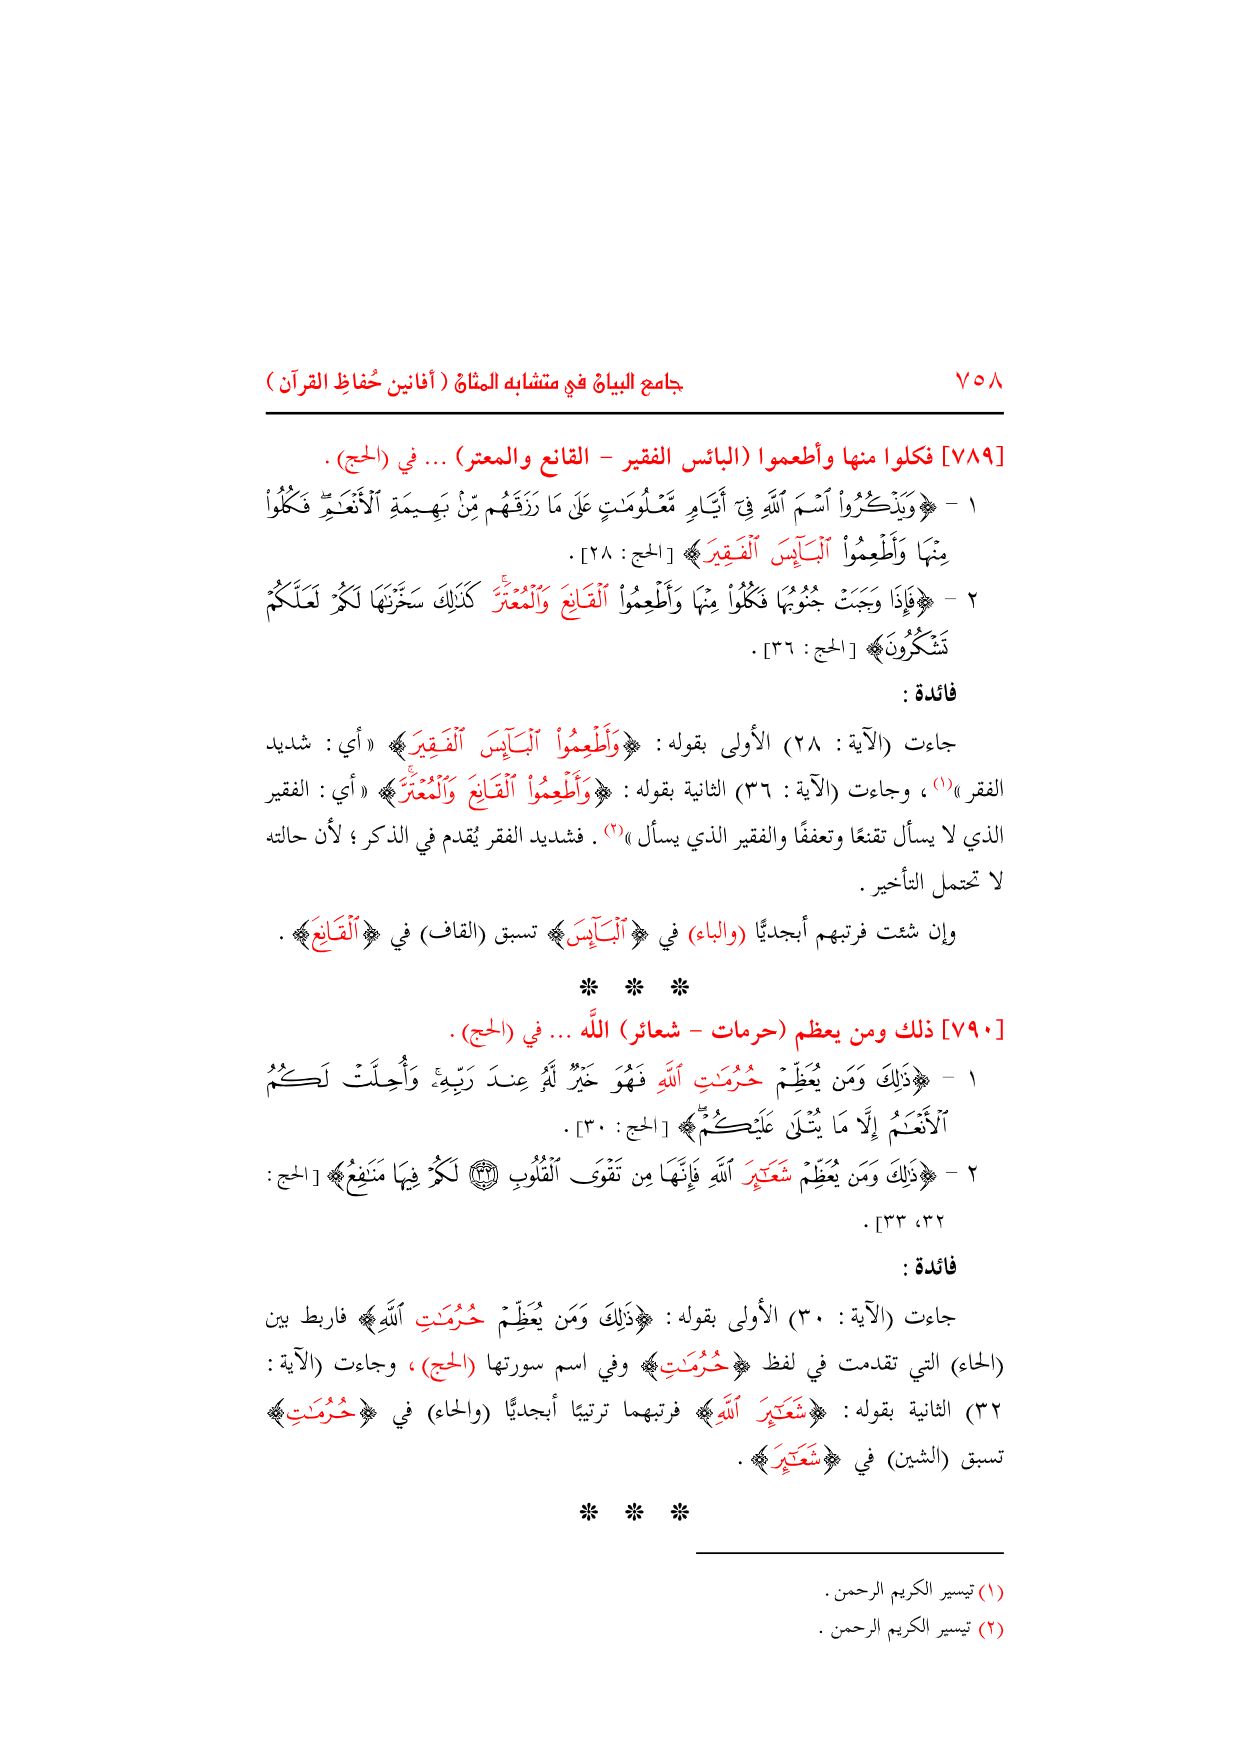 ٧٥٨ جامع البيان في متشابه المثان ( أفانين حُفاظِ القرآن )
[٧٨٩] فكلوا منها وأطعموا (البائس الفقير – القانع والمعتر) ... في (الحج) .
١ – ﴿وَيَذْكُرُواْ ٱسْمَ ٱللَّهِ فِىٓ أَيَّامٍ مَّعْلُومَٰتٍ عَلَىٰ مَا رَزَقَهُم مِّنۢ بَهِيمَةِ ٱلْأَنْعَٰمِۖ فَكُلُواْ
مِنْهَا وَأَطْعِمُواْ ٱلْبَآئِسَ ٱلْفَقِيرَ﴾ [الحج : ٢٨] .
٢ – ﴿فَإِذَا وَجَبَتْ جُنُوبُهَا فَكُلُواْ مِنْهَا وَأَطْعِمُواْ ٱلْقَانِعَ وَٱلْمُعْتَرَّۚ كَذَٰلِكَ سَخَّرْنَٰهَا لَكُمْ لَعَلَّكُمْ
تَشْكُرُونَ﴾ [الحج : ٣٦] .
فائدة :
جاءت (الآية : ٢٨) الأولى بقوله : ﴿وَأَطْعِمُواْ ٱلْبَآئِسَ ٱلْفَقِيرَ﴾ « أي : شديد
الفقر »(١) ، وجاءت (الآية : ٣٦) الثانية بقوله : ﴿وَأَطْعِمُواْ ٱلْقَانِعَ وَٱلْمُعْتَرَّۚ﴾ « أي : الفقير
الذي لا يسأل تقنعًا وتعففًا والفقير الذي يسأل »(٢) . فشديد الفقر يُقدم في الذكر ؛ لأن حالته
لا تحتمل التأخير .
وإن شئت فرتبهم أبجديًّا (والباء) في ﴿ٱلْبَآئِسَ﴾ تسبق (القاف) في ﴿ٱلْقَانِعَ﴾ .
❊ ❊ ❊
[٧٩٠] ذلك ومن يعظم (حرمات – شعائر) اللَّه ... في (الحج) .
١ – ﴿ذَٰلِكَ وَمَن يُعَظِّمْ حُرُمَٰتِ ٱللَّهِ فَهُوَ خَيْرٌ لَّهُۥ عِندَ رَبِّهِۦۗ وَأُحِلَّتْ لَكُمُ
ٱلْأَنْعَٰمُ إِلَّا مَا يُتْلَىٰ عَلَيْكُمْۖ﴾ [الحج : ٣٠] .
٢ – ﴿ذَٰلِكَ وَمَن يُعَظِّمْ شَعَٰٓئِرَ ٱللَّهِ فَإِنَّهَا مِن تَقْوَى ٱلْقُلُوبِ ٣٢ لَكُمْ فِيهَا مَنَٰفِعُ﴾ [الحج :
٣٢، ٣٣] .
فائدة :
جاءت (الآية : ٣٠) الأولى بقوله : ﴿ذَٰلِكَ وَمَن يُعَظِّمْ حُرُمَٰتِ ٱللَّهِ﴾ فاربط بين
(الحاء) التي تقدمت في لفظ ﴿حُرُمَٰتِ﴾ وفي اسم سورتها (الحج) ، وجاءت (الآية :
٣٢) الثانية بقوله : ﴿شَعَٰٓئِرَ ٱللَّهِ﴾ فرتبهما ترتيبًا أبجديًّا (والحاء) في ﴿حُرُمَٰتِ﴾
تسبق (الشين) في ﴿شَعَٰٓئِرَ﴾ .
❊ ❊ ❊
(١) تيسير الكريم الرحمن .
(٢) تيسير الكريم الرحمن .